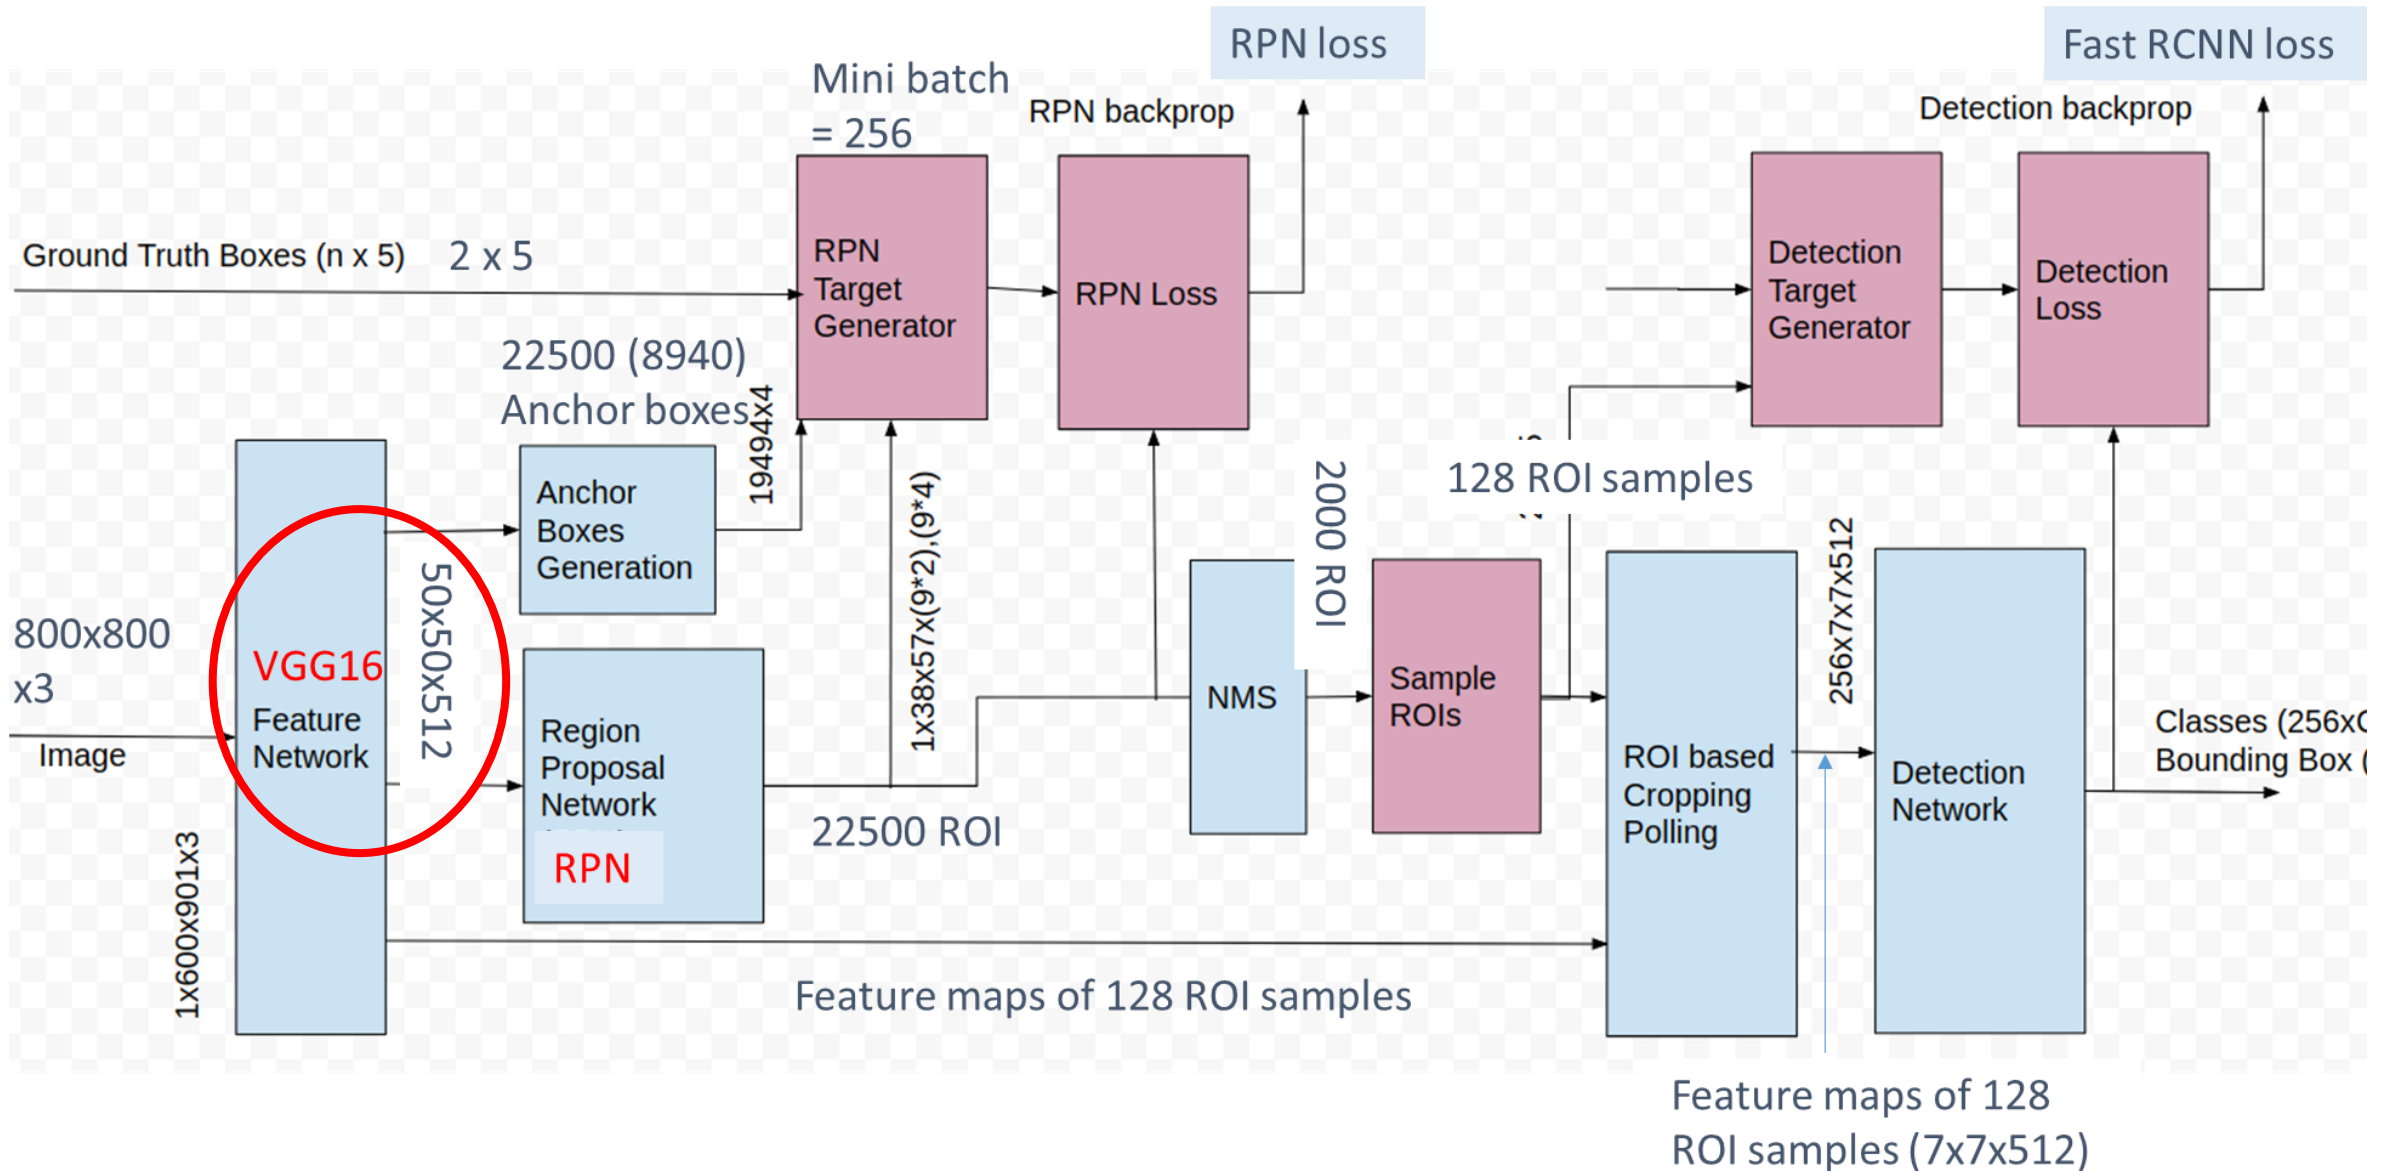 RPN loss
Fast RCNN loss
Mini batch
= 256
RPN backprop
Detection backprop
Ground Truth Boxes (n x 5)
2 x 5
RPN
Target
Generator
RPN Loss
Detection
Target
Generator
Detection
Loss
22500 (8940)
Anchor boxes
19494x4
Anchor
Boxes
Generation
1x38x57x(9*2),(9*4)
2000 ROI
128 ROI samples
256x7x7x512
50x50x512
800x800
x3
Image
VGG16
Feature
Network
1x600x901x3
Region
Proposal
Network
RPN
22500 ROI
NMS
Sample
ROIs
ROI based
Cropping
Polling
Detection
Network
Classes (256x
Bounding Box (
Feature maps of 128 ROI samples
Feature maps of 128
ROI samples (7x7x512)